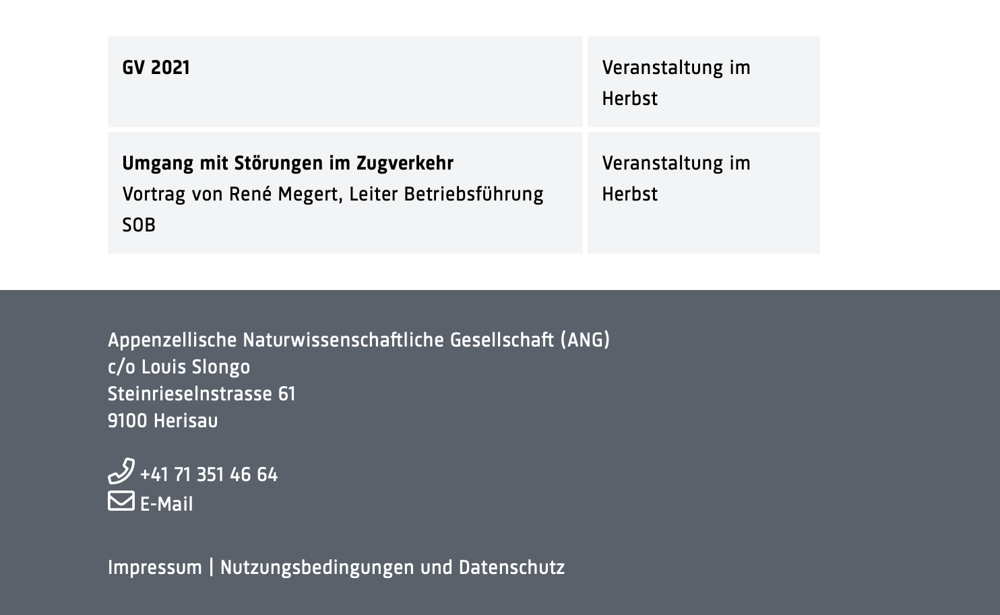 GV 2021
Veranstaltung im
Herbst
Umgang mit Störungen im Zugverkehr
Vortrag von René Megert, Leiter Betriebsführung
SOB
Veranstaltung im
Herbst
Appenzellische Naturwissenschaftliche Gesellschaft (ANG)
c/o Louis Slongo
Steinrieselnstrasse 61
9100 Herisau
+41 71 351 46 64
E-Mail
Impressum | Nutzungsbedingungen und Datenschutz